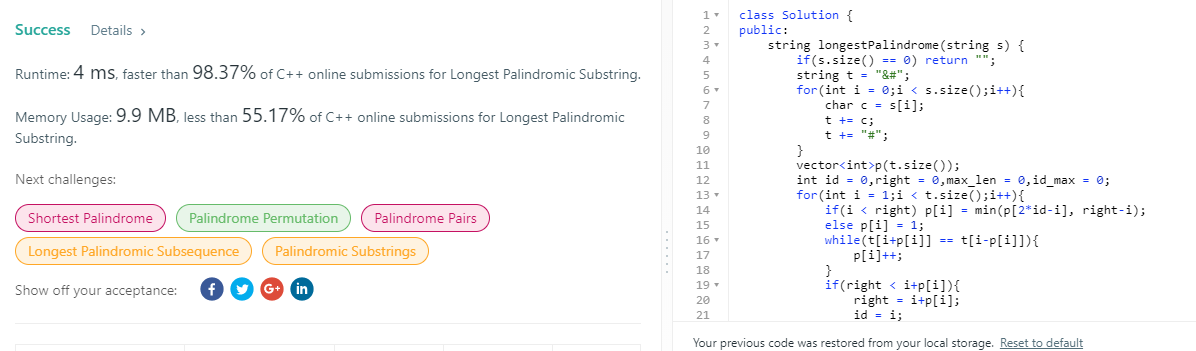 Success Details >
Runtime: 4 ms, faster than 98.37% of C++ online submissions for Longest Palindromic Substring.
Memory Usage: 9.9 MB, less than 55.17% of C++ online submissions for Longest Palindromic
Substring.
Next challenges:
Shortest Palindrome Palindrome Permutation Palindrome Pairs
Longest Palindromic Subsequence Palindromic Substrings
Show off your acceptance: f G+ in
1 class Solution {
2 public:
3 string longestPalindrome(string s) {
4 if(s.size() == 0) return "";
5 string t = "&#";
6 for(int i = 0;i < s.size();i++){
7 char c = s[i];
8 t += c;
9 t += "#";
10 }
11 vector<int>p(t.size());
12 int id = 0,right = 0,max_len = 0,id_max = 0;
13 for(int i = 1;i < t.size();i++){
14 if(i < right) p[i] = min(p[2*id-i], right-i);
15 else p[i] = 1;
16 while(t[i+p[i]] == t[i-p[i]]){
17 p[i]++;
18 }
19 if(right < i+p[i]){
20 right = i+p[i];
21 id = i;
Your previous code was restored from your local storage. Reset to default